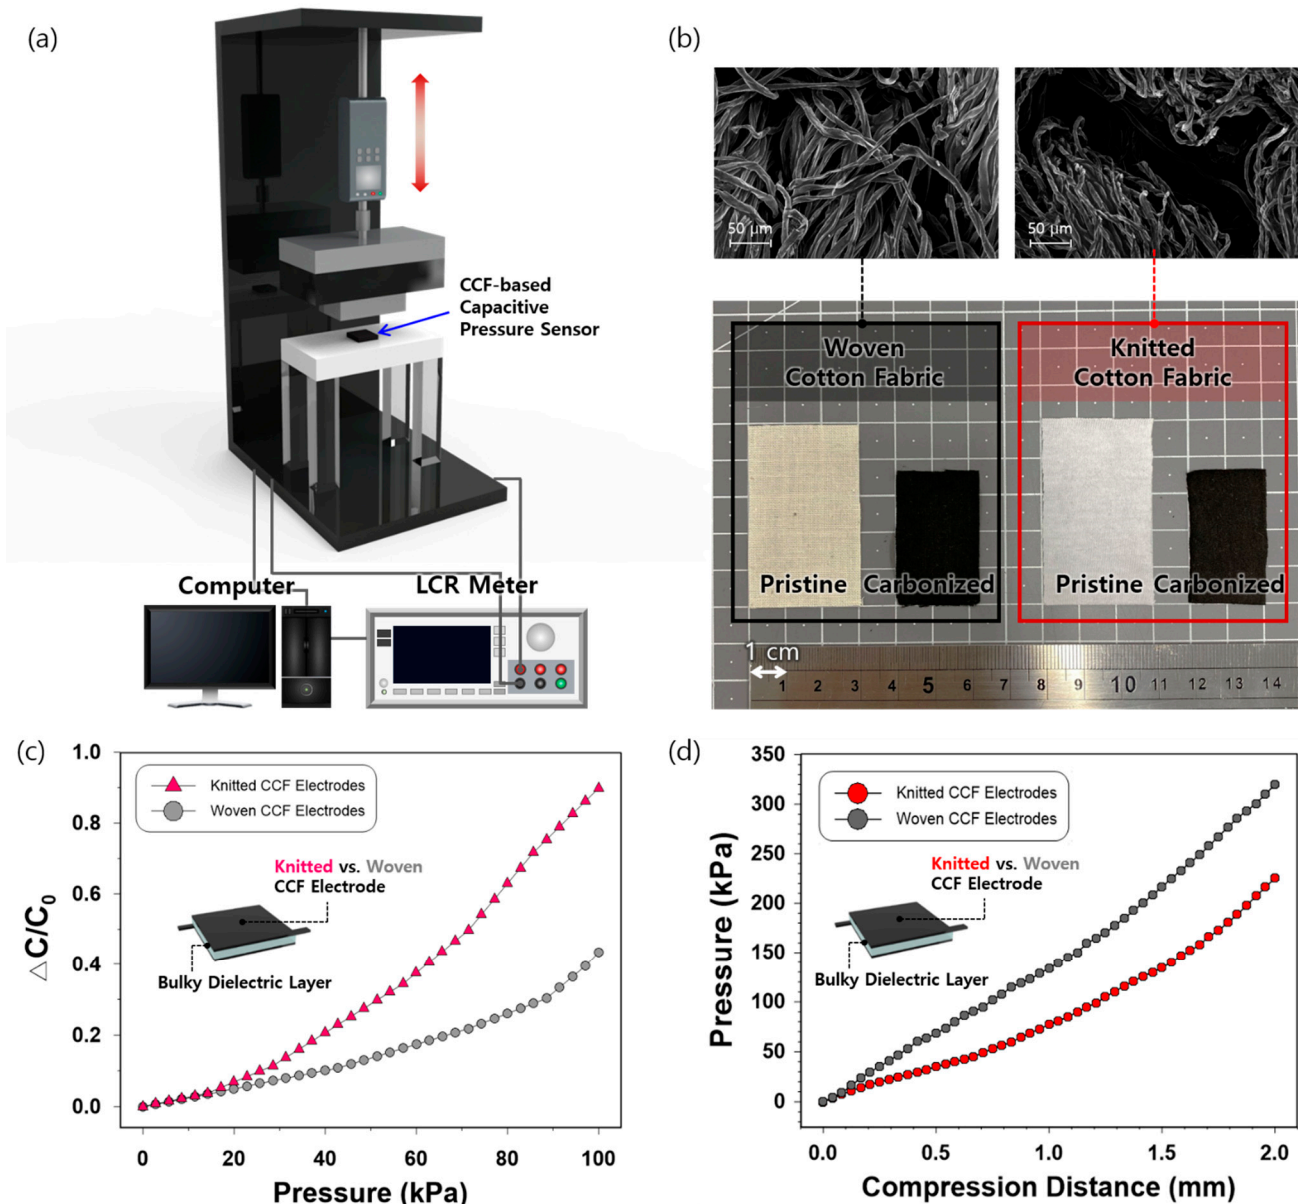 (a)
CCF-based
Capacitive
Pressure Sensor
Computer
LCR Meter
(b)
50 μm
50 μm
Woven
Cotton Fabric
Knitted
Cotton Fabric
Pristine
Carbonized
Pristine
Carbonized
1 cm
1 2 3 4 5 6 7 8 9 10 11 12 13 14
(c)
1.0
0.8
0.6
0.4
0.2
0.0
△C/C0
Knitted CCF Electrodes
Woven CCF Electrodes
Knitted vs. Woven
CCF Electrode
Bulky Dielectric Layer
0 20 40 60 80 100
Pressure (kPa)
(d)
350
300
250
200
150
100
50
0
Pressure (kPa)
Knitted CCF Electrodes
Woven CCF Electrodes
Knitted vs. Woven
CCF Electrode
Bulky Dielectric Layer
0.0 0.5 1.0 1.5 2.0
Compression Distance (mm)